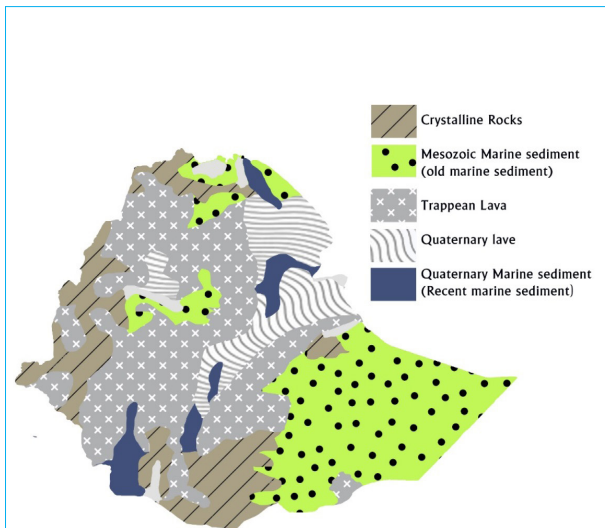 Crystalline Rocks
Mesozoic Marine sediment
(old marine sediment)
Trappean Lava
Quaternary lave
Quaternary Marine sediment
(Recent marine sediment)